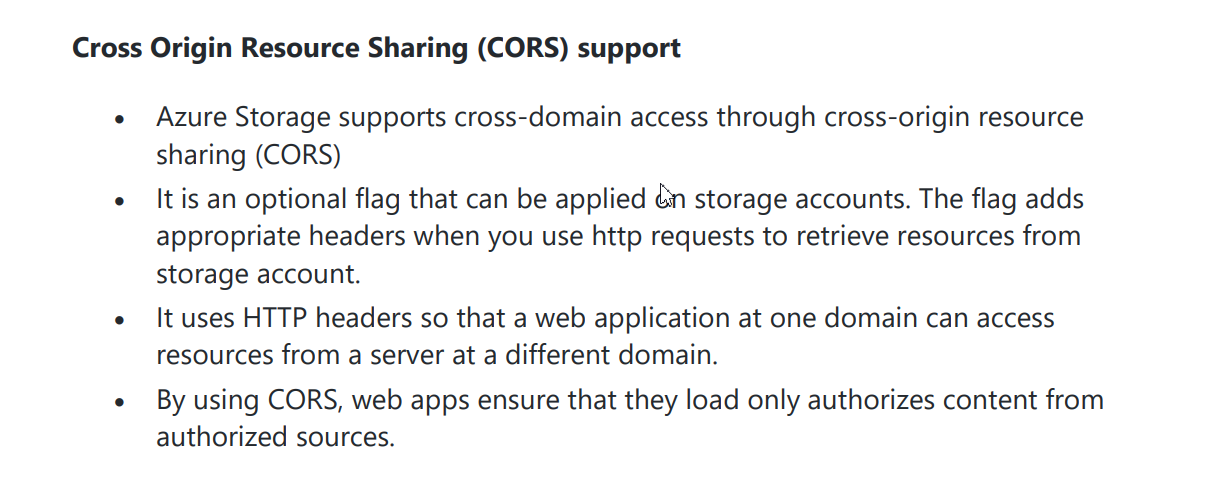 Cross Origin Resource Sharing (CORS) support
• Azure Storage supports cross-domain access through cross-origin resource
sharing (CORS)
• It is an optional flag that can be applied on storage accounts. The flag adds
appropriate headers when you use http requests to retrieve resources from
storage account.
• It uses HTTP headers so that a web application at one domain can access
resources from a server at a different domain.
• By using CORS, web apps ensure that they load only authorizes content from
authorized sources.